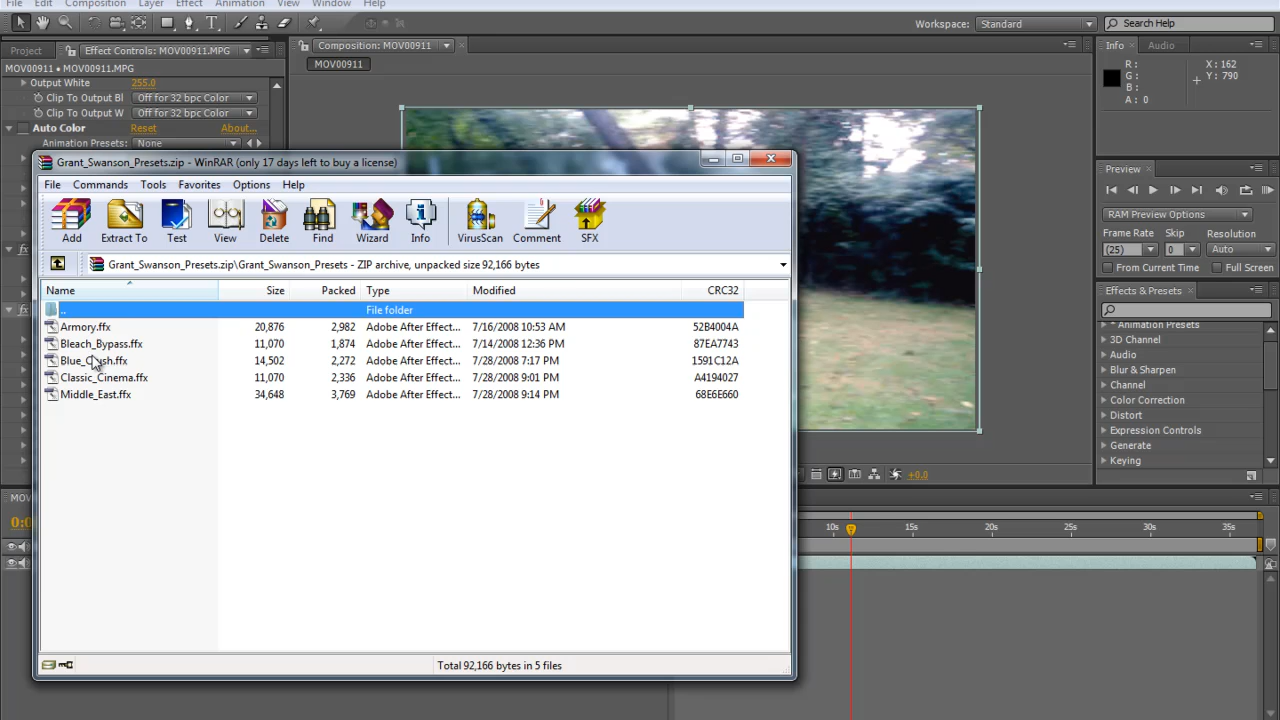 File Edit Composition Layer Effect Animation View Window Help
Workspace: Standard Search Help
Project Effect Controls: MOV00911.MPG Composition: MOV00911 Info Audio
MOV00911 • MOV00911.MPG MOV00911
R: X: 162
G: Y: 790
B:
A: 0
Output White 255.0
Clip To Output Bl Off for 32 bpc Color
Clip To Output W Off for 32 bpc Color
Auto Color Reset About...
Animation Presets: None
Grant_Swanson_Presets.zip - WinRAR (only 17 days left to buy a license)
File Commands Tools Favorites Options Help
Add Extract To Test View Delete Find Wizard Info VirusScan Comment SFX
Grant_Swanson_Presets.zip\Grant_Swanson_Presets - ZIP archive, unpacked size 92,166 bytes
Name Size Packed Type Modified CRC32
.. File folder
Armory.ffx 20,876 2,982 Adobe After Effect... 7/16/2008 10:53 AM 52B4004A
Bleach_Bypass.ffx 11,070 1,874 Adobe After Effect... 7/14/2008 12:36 PM 87EA7743
14,502 2,272 Adobe After Effect... 7/28/2008 7:17 PM 1591C12A
Classic_Cinema.ffx 11,070 2,336 Adobe After Effect... 7/28/2008 9:01 PM A4194027
Middle_East.ffx 34,648 3,769 Adobe After Effect... 7/28/2008 9:14 PM 68E6E660
Total 92,166 bytes in 5 files
Preview
RAM Preview Options
Frame Rate Skip Resolution
(25) 0 Auto
From Current Time Full Screen
Effects & Presets
* Animation Presets
3D Channel
Audio
Blur & Sharpen
Channel
Color Correction
Distort
Expression Controls
Generate
Keying
+0.0
MOV
0:0
10s 15s 20s 25s 30s 35s